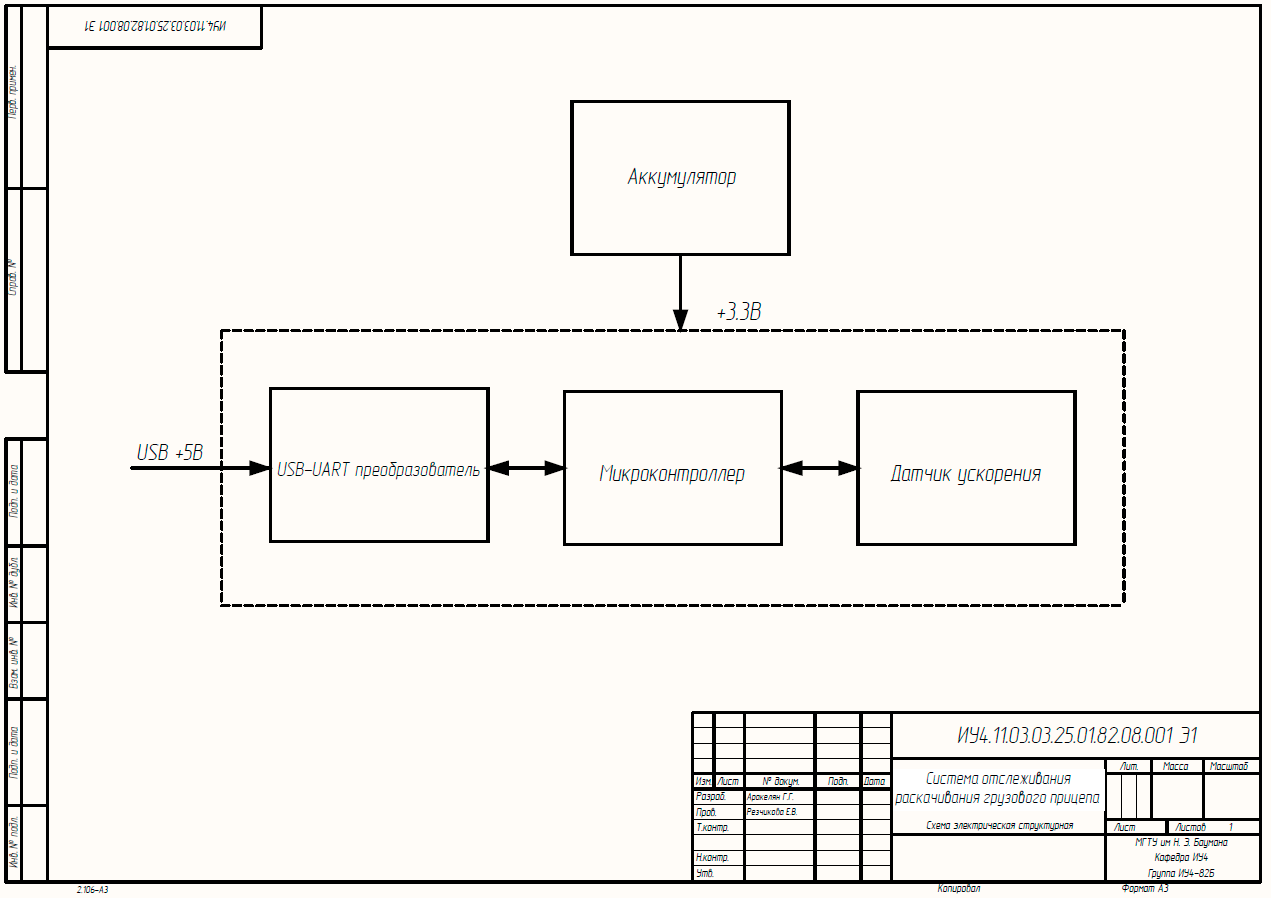 ИУ4.11.03.03.25.01.82.08.001 Э1
Перв. примен.
Справ. №
Подп. и дата
Инв. № дубл.
Взам. инв. №
Подп. и дата
Инв. № подл.
Аккумулятор
+3.3В
USB +5В
USB-UART преобразователь
Микроконтроллер
Датчик ускорения
ИУ4.11.03.03.25.01.82.08.001 Э1
Изм. Лист № докум. Подп. Дата
Разраб. Аракелян Г.Г.
Пров. Резчикова Е.В.
Т.контр.
Н.контр.
Утв.
Система отслеживания
раскачивания грузового прицепа
Схема электрическая структурная
Лит. Масса Масштаб
Лист Листов 1
МГТУ им Н. Э. Баумана
Кафедра ИУ4
Группа ИУ4-82Б
2.106-А3
Копировал
Формат А3